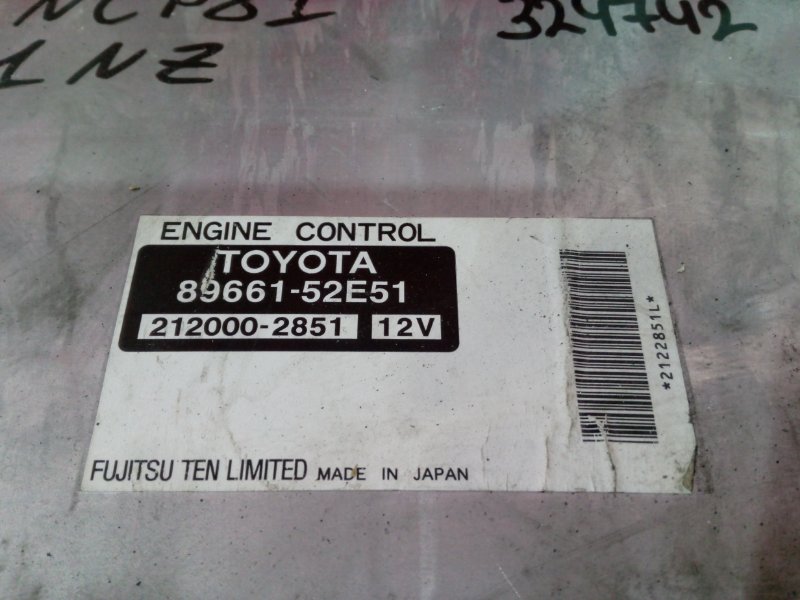 NCP81
324742
1NZ
ENGINE CONTROL
TOYOTA
89661-52E51
212000-2851 12V
*2122851L*
FUJITSU TEN LIMITED MADE IN JAPAN